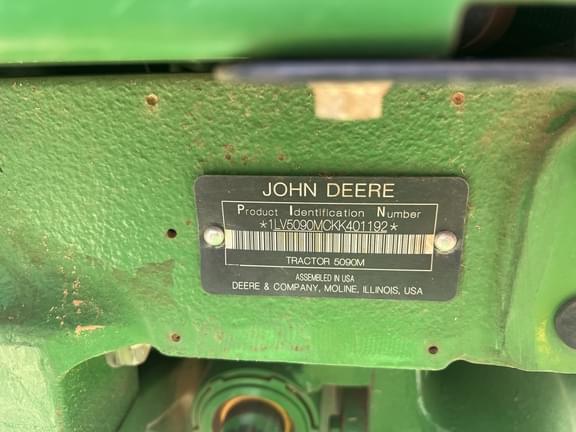 JOHN DEERE
Product Identification Number
*1LV5090MCKK401192*
TRACTOR 5090M
ASSEMBLED IN USA
DEERE & COMPANY, MOLINE, ILLINOIS, USA